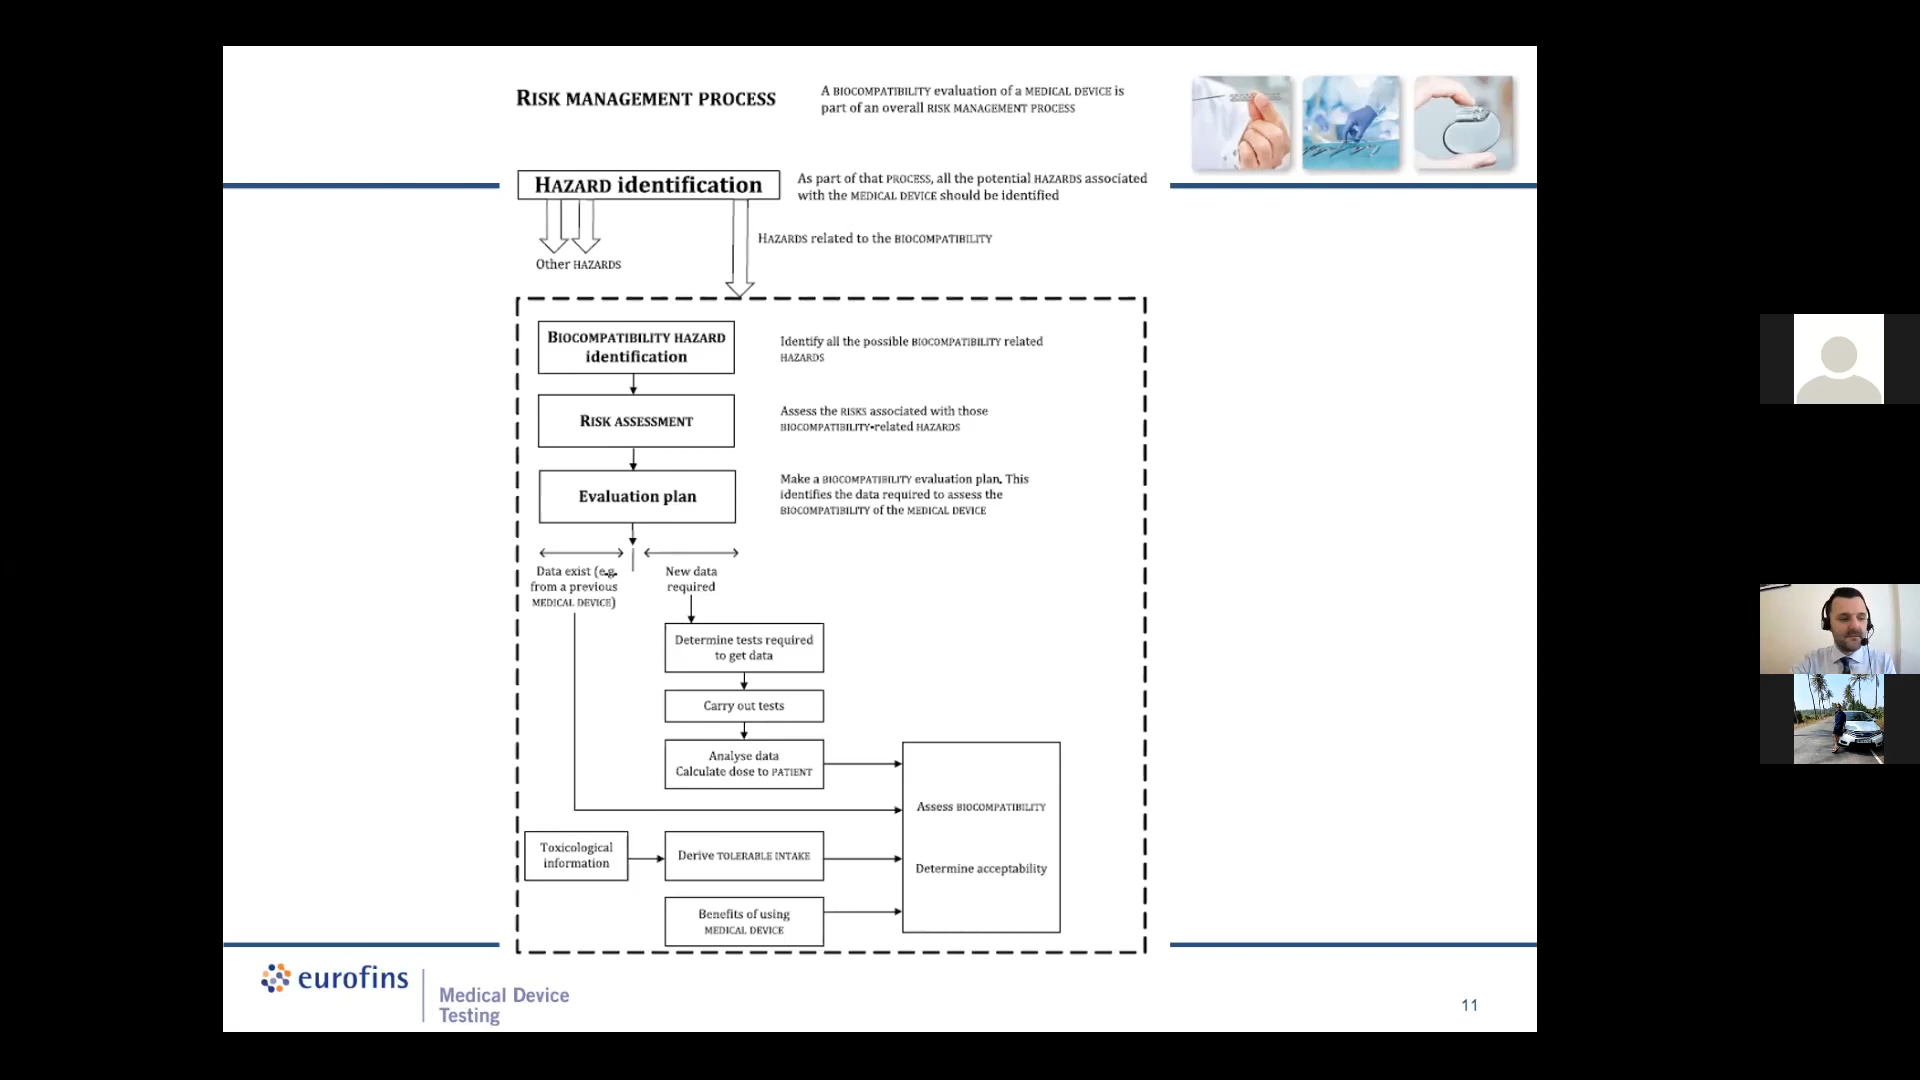 RISK MANAGEMENT PROCESS
A BIOCOMPATIBILITY evaluation of a MEDICAL DEVICE is
part of an overall RISK MANAGEMENT PROCESS
HAZARD identification
As part of that PROCESS, all the potential HAZARDS associated
with the MEDICAL DEVICE should be identified
HAZARDS related to the BIOCOMPATIBILITY
Other HAZARDS
BIOCOMPATIBILITY HAZARD
identification
Identify all the possible BIOCOMPATIBILITY related
HAZARDS
RISK ASSESSMENT
Assess the RISKS associated with those
BIOCOMPATIBILITY-related HAZARDS
Evaluation plan
Make a BIOCOMPATIBILITY evaluation plan. This
identifies the data required to assess the
BIOCOMPATIBILITY of the MEDICAL DEVICE
Data exist (e.g.
from a previous
MEDICAL DEVICE)
New data
required
Determine tests required
to get data
Carry out tests
Analyse data
Calculate dose to PATIENT
Assess BIOCOMPATIBILITY
Toxicological
information
Derive TOLERABLE INTAKE
Determine acceptability
Benefits of using
MEDICAL DEVICE
eurofins
Medical Device
Testing
11